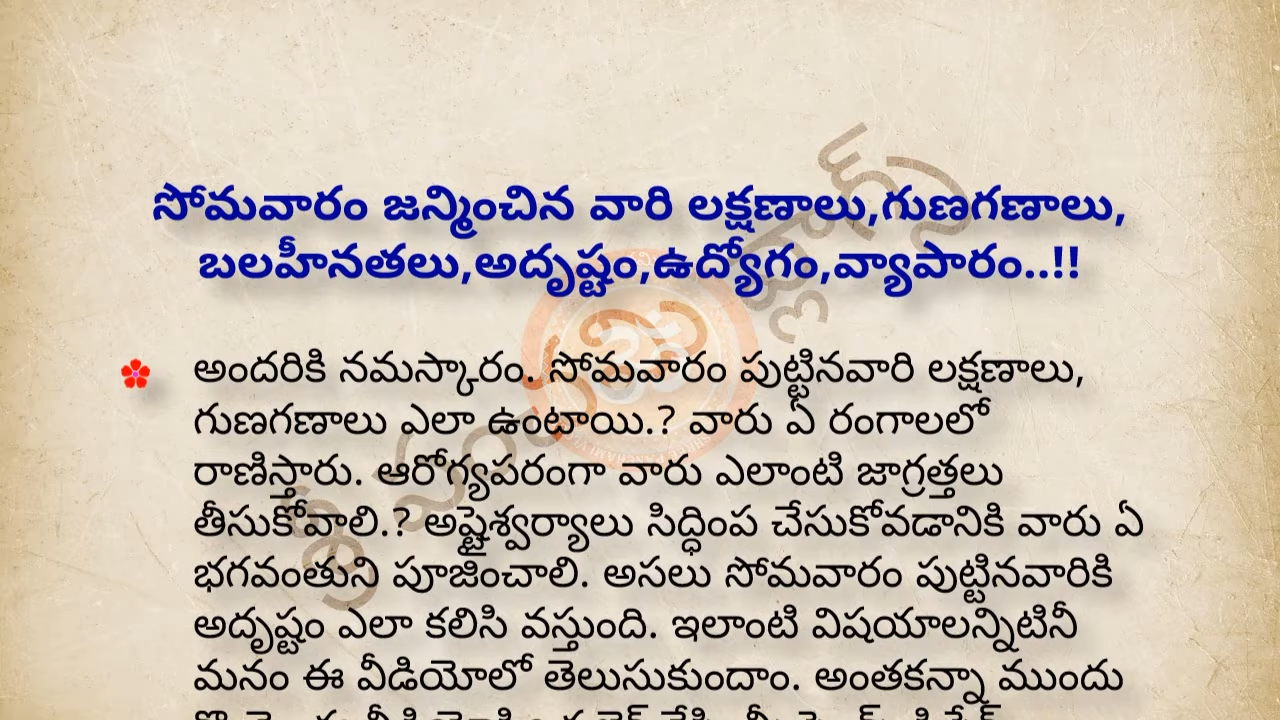 సోమవారం జన్మించిన వారి లక్షణాలు,గుణగణాలు,
బలహీనతలు,అదృష్టం,ఉద్యోగం,వ్యాపారం..!!
అందరికి నమస్కారం. సోమవారం పుట్టినవారి లక్షణాలు,
గుణగణాలు ఎలా ఉంటాయి.? వారు ఏ రంగాలలో
రాణిస్తారు. ఆరోగ్యపరంగా వారు ఎలాంటి జాగ్రత్తలు
తీసుకోవాలి.? అష్టైశ్వర్యాలు సిద్ధింప చేసుకోవడానికి వారు ఏ
భగవంతుని పూజించాలి. అసలు సోమవారం పుట్టినవారికి
అదృష్టం ఎలా కలిసి వస్తుంది. ఇలాంటి విషయాలన్నిటినీ
మనం ఈ వీడియోలో తెలుసుకుందాం. అంతకన్నా ముందు